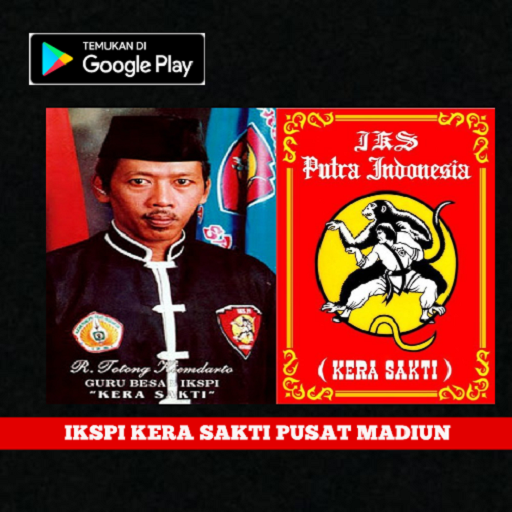 TEMUKAN DI
Google Play
IKS
Putra Indonesia
R. Totong Kiemdarto
GURU BESAR IKSPI
"KERA SAKTI"
( KERA SAKTI )
IKSPI KERA SAKTI PUSAT MADIUN